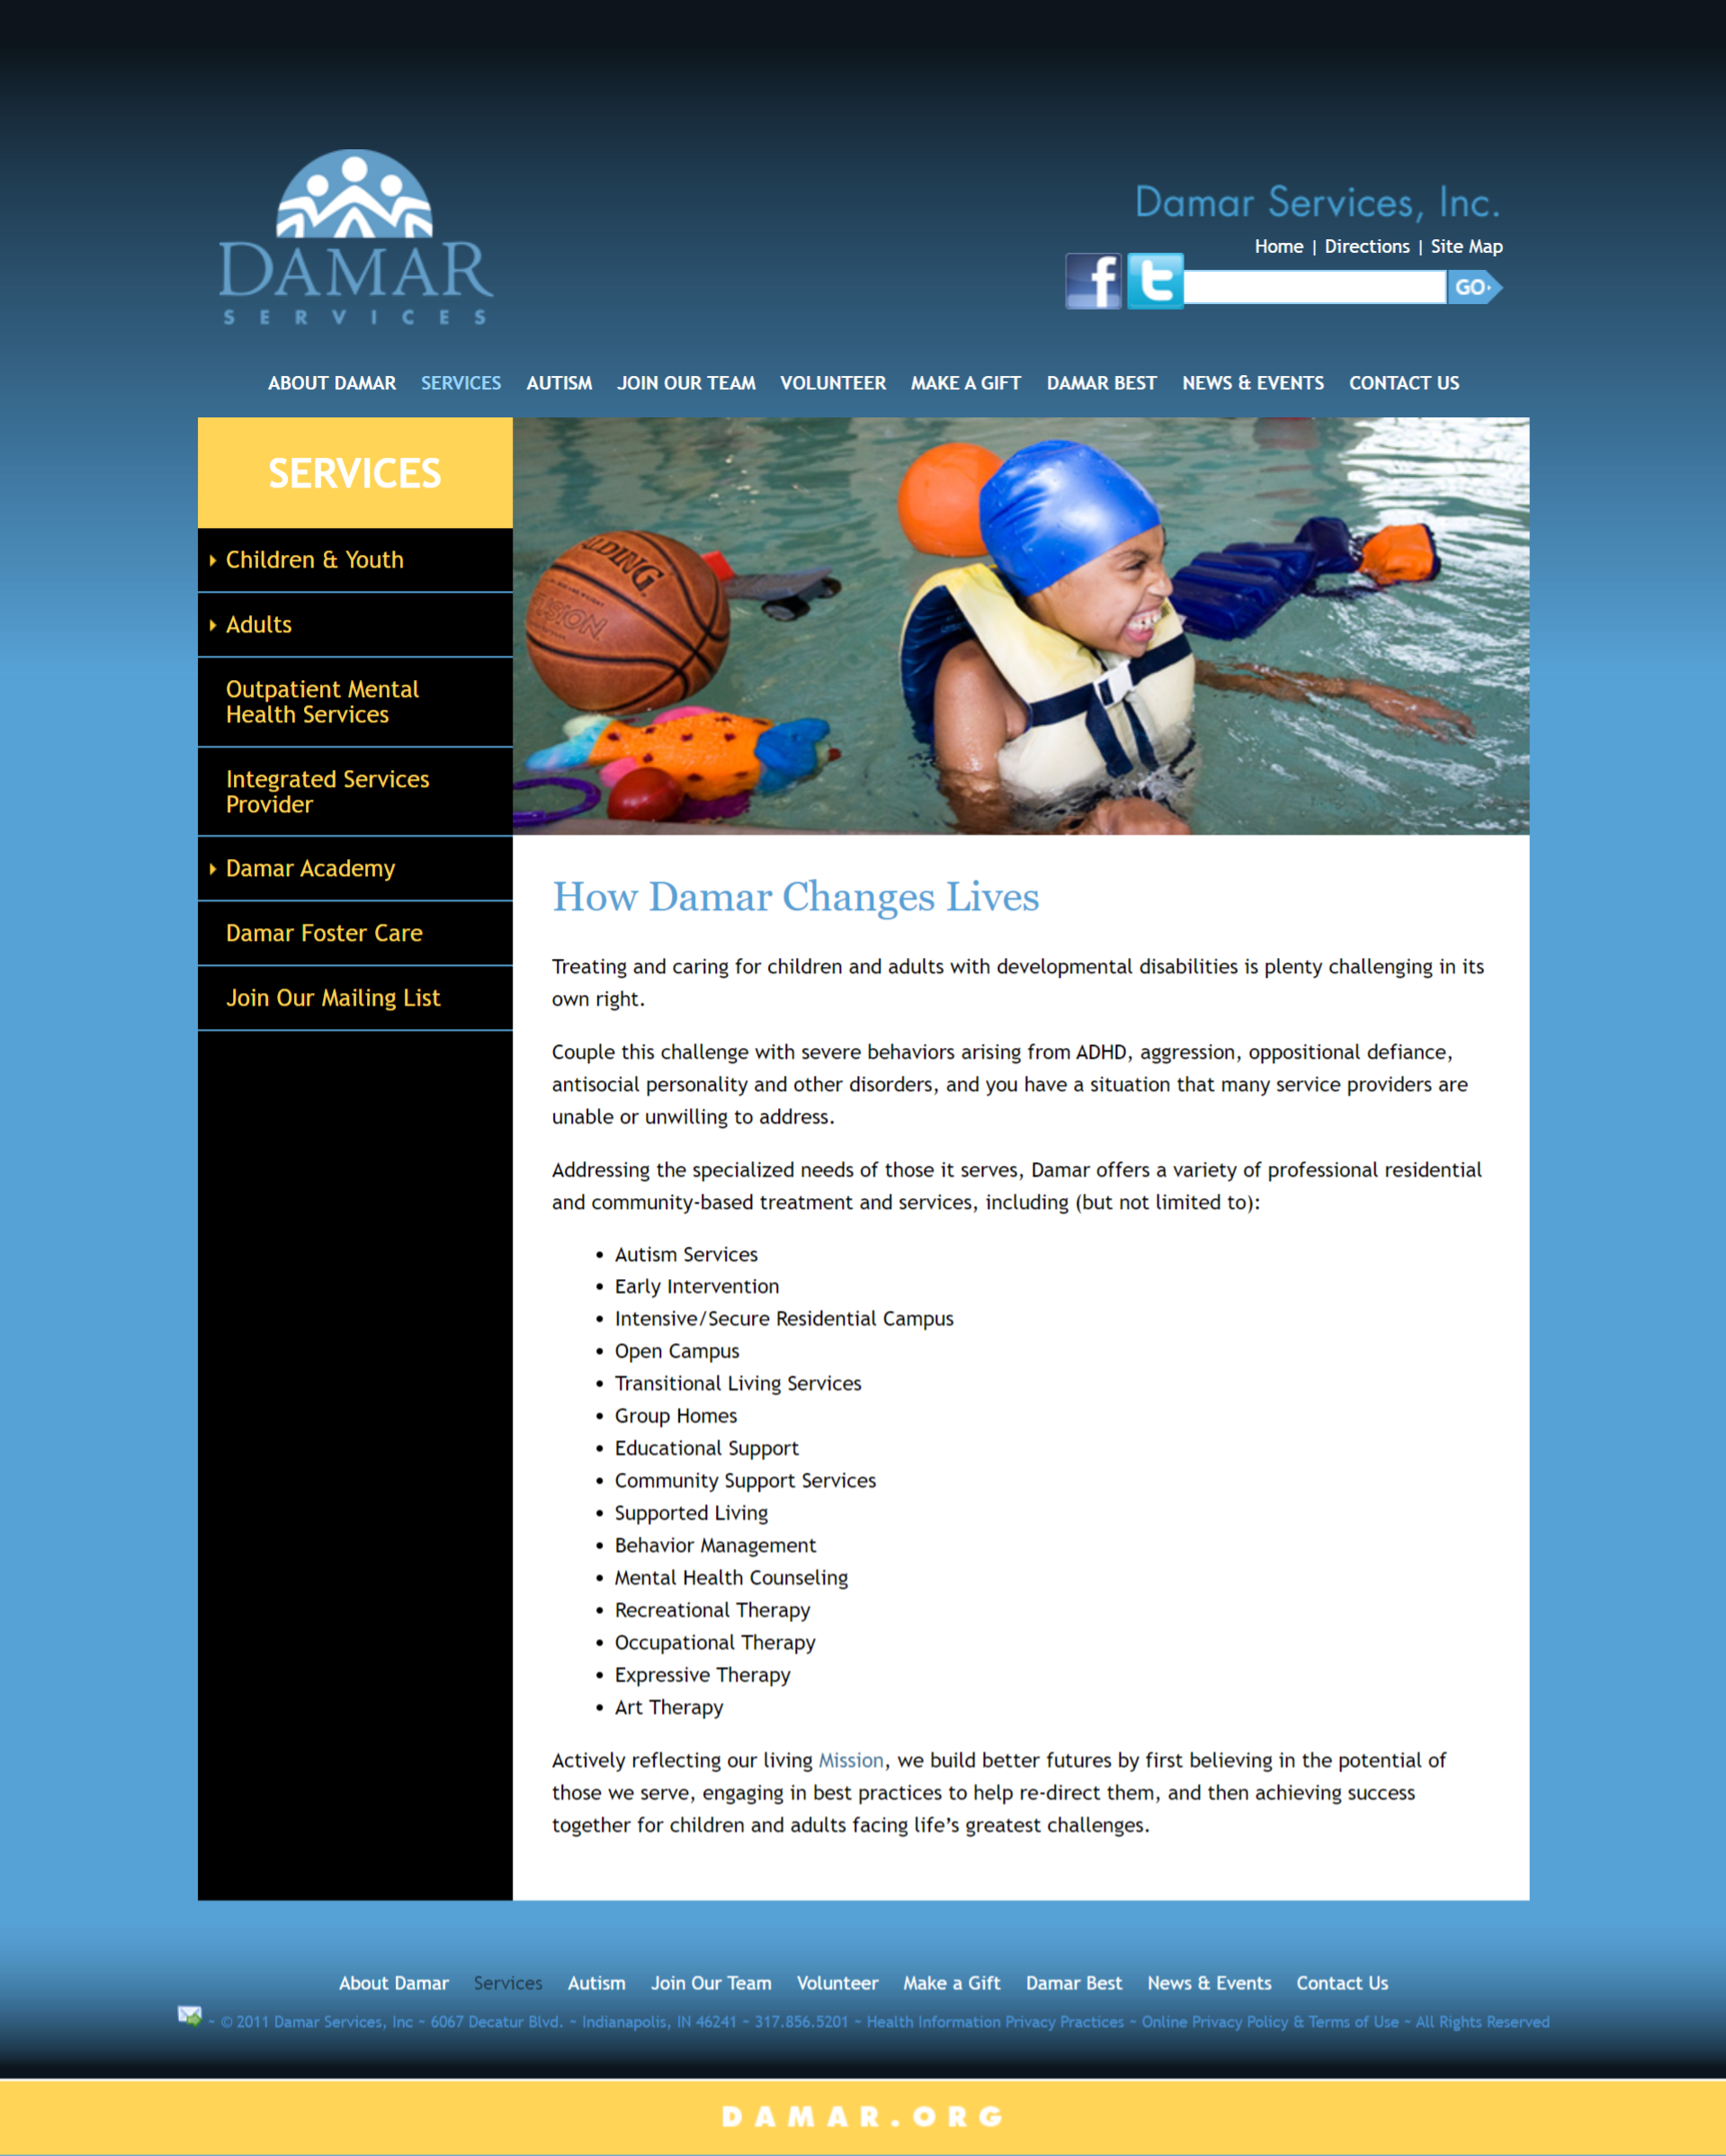 DAMAR
SERVICES
Damar Services, Inc.
Home | Directions | Site Map
f t GO
ABOUT DAMAR SERVICES AUTISM JOIN OUR TEAM VOLUNTEER MAKE A GIFT DAMAR BEST NEWS & EVENTS CONTACT US
SERVICES
Children & Youth
Adults
Outpatient Mental
Health Services
Integrated Services
Provider
Damar Academy
Damar Foster Care
Join Our Mailing List
SPALDING
FUSION
How Damar Changes Lives
Treating and caring for children and adults with developmental disabilities is plenty challenging in its
own right.
Couple this challenge with severe behaviors arising from ADHD, aggression, oppositional defiance,
antisocial personality and other disorders, and you have a situation that many service providers are
unable or unwilling to address.
Addressing the specialized needs of those it serves, Damar offers a variety of professional residential
and community-based treatment and services, including (but not limited to):
• Autism Services
• Early Intervention
• Intensive/Secure Residential Campus
• Open Campus
• Transitional Living Services
• Group Homes
• Educational Support
• Community Support Services
• Supported Living
• Behavior Management
• Mental Health Counseling
• Recreational Therapy
• Occupational Therapy
• Expressive Therapy
• Art Therapy
Actively reflecting our living Mission, we build better futures by first believing in the potential of
those we serve, engaging in best practices to help re-direct them, and then achieving success
together for children and adults facing life’s greatest challenges.
About Damar Services Autism Join Our Team Volunteer Make a Gift Damar Best News & Events Contact Us
~ © 2011 Damar Services, Inc ~ 6067 Decatur Blvd. ~ Indianapolis, IN 46241 ~ 317.856.5201 ~ Health Information Privacy Practices ~ Online Privacy Policy & Terms of Use ~ All Rights Reserved
DAMAR.ORG